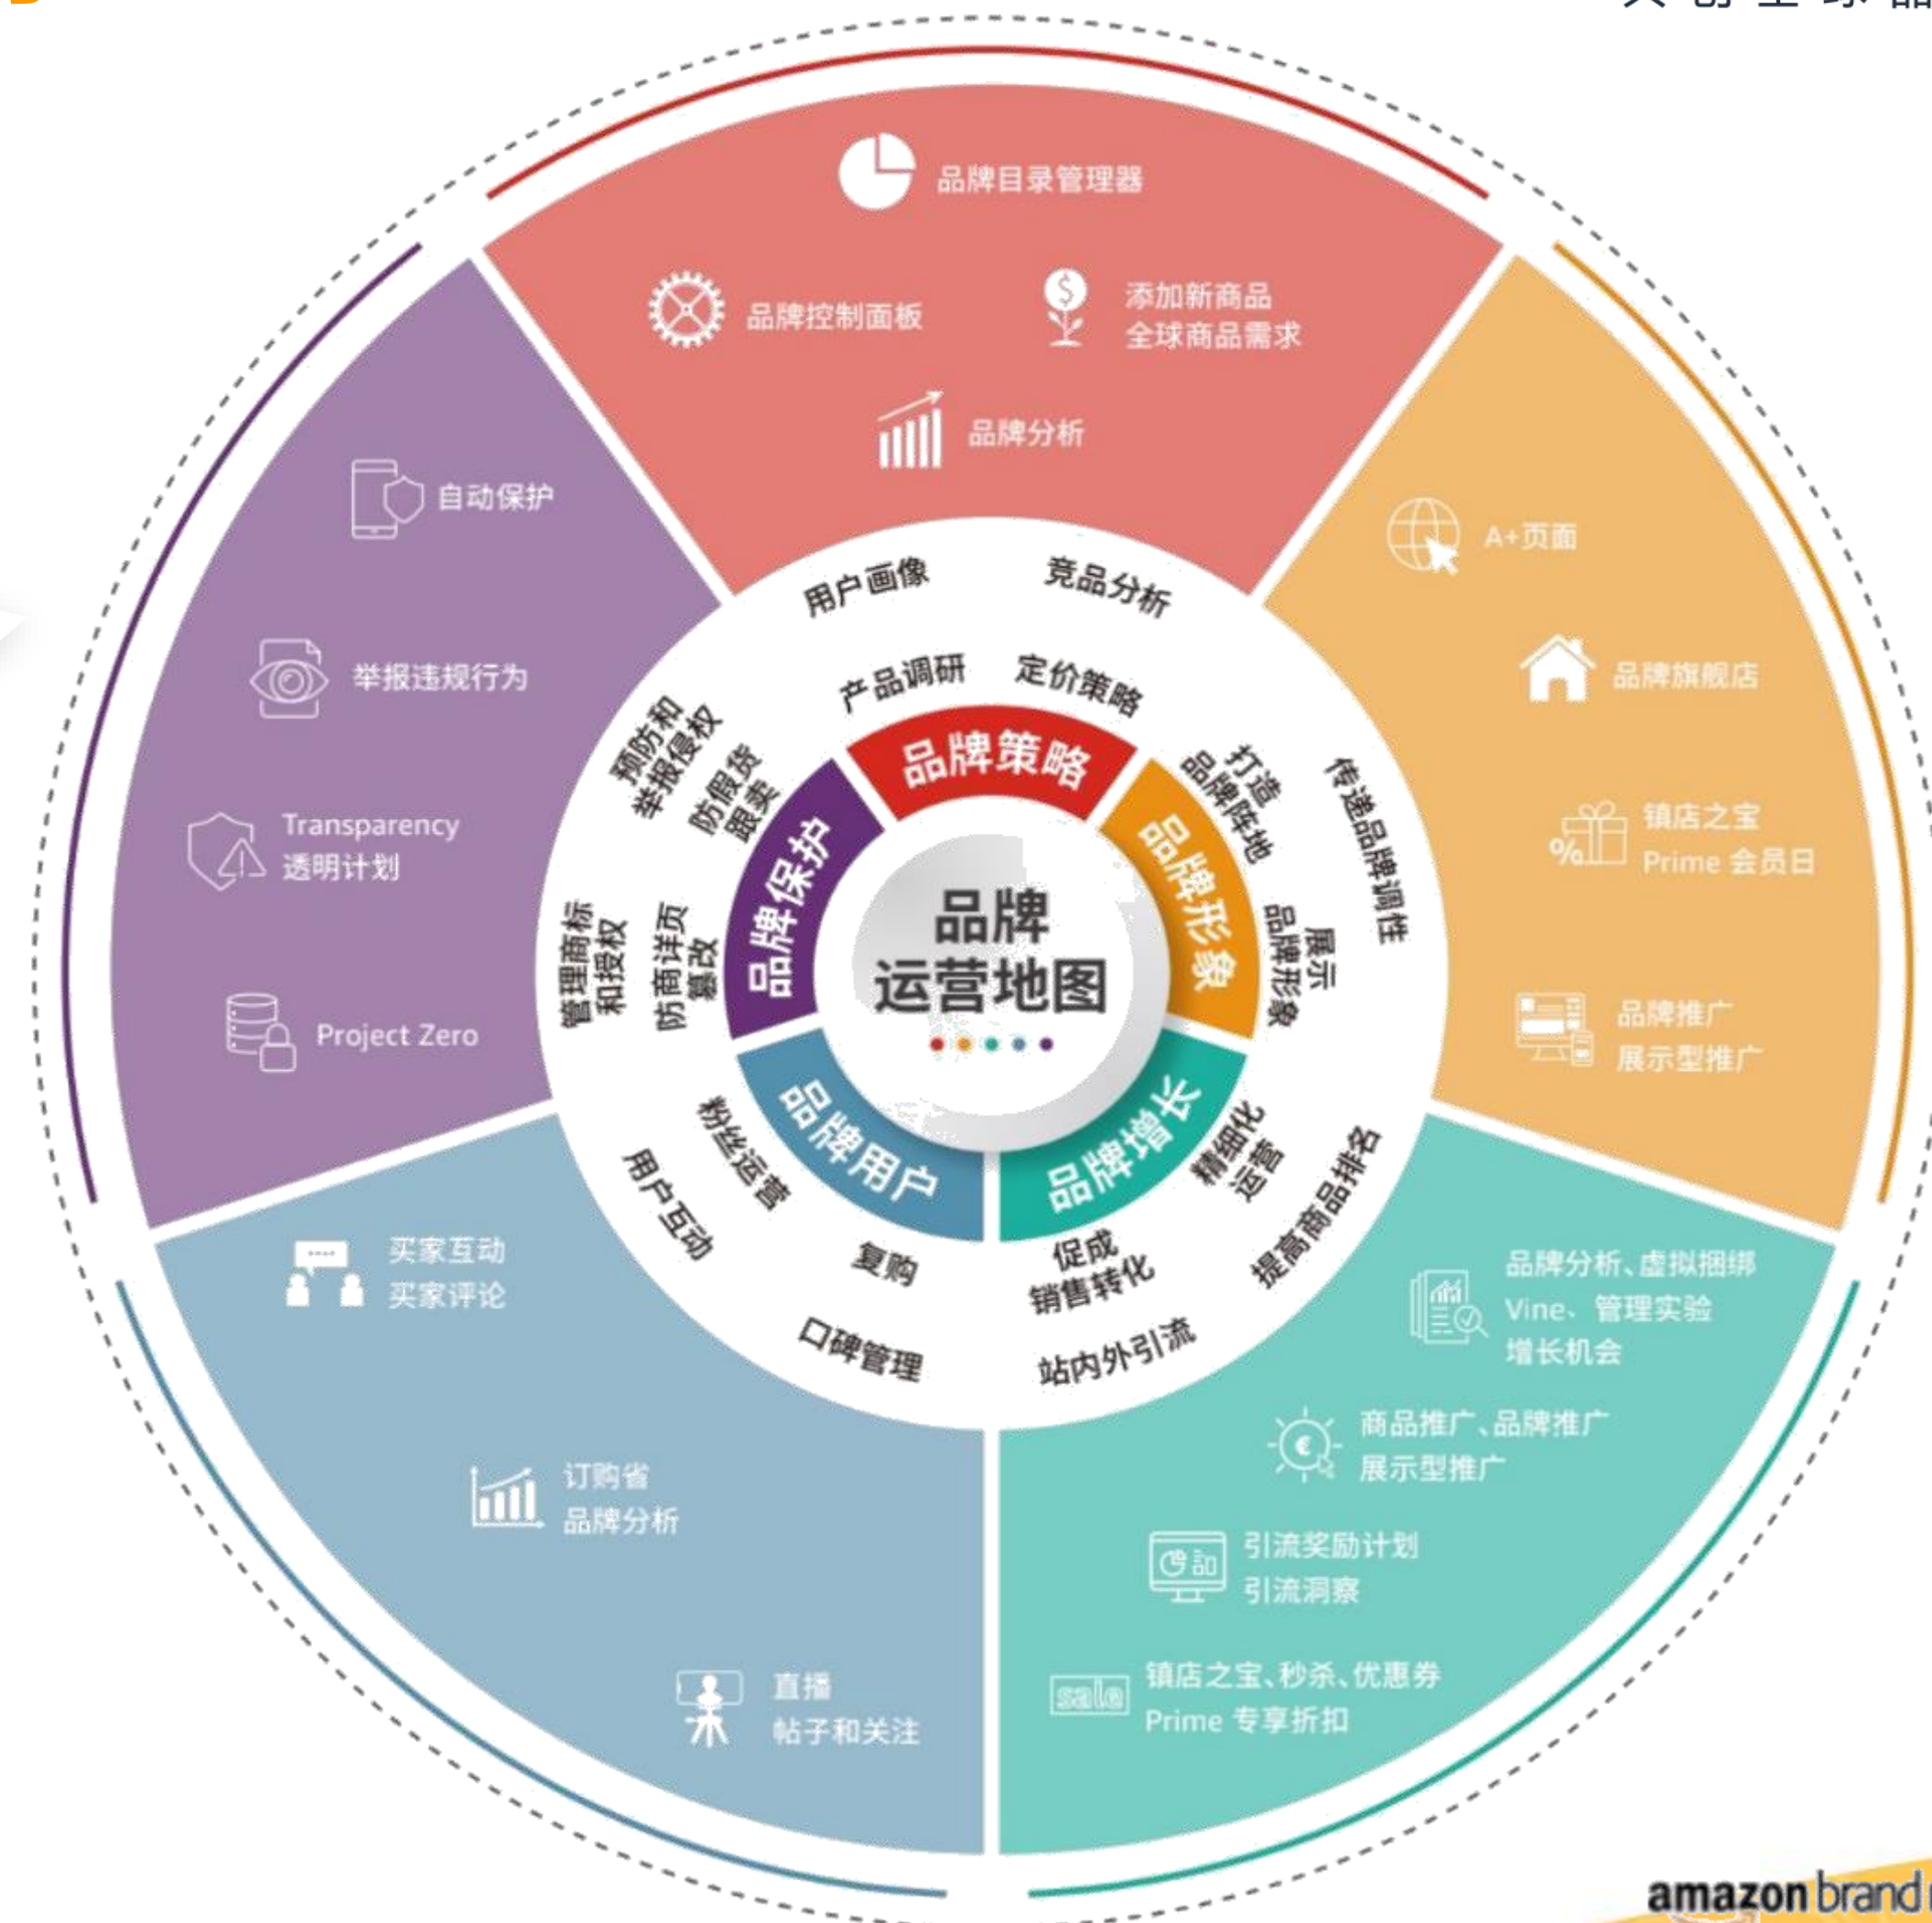 品牌目录管理器
品牌控制面板
添加新商品
全球商品需求
品牌分析
A+页面
品牌旗舰店
镇店之宝
Prime 会员日
品牌推广
展示型推广
品牌分析、虚拟捆绑
Vine、管理实验
增长机会
商品推广、品牌推广
展示型推广
引流奖励计划
引流洞察
镇店之宝、秒杀、优惠券
sale
Prime 专享折扣
买家互动
买家评论
订购省
品牌分析
直播
帖子和关注
自动保护
举报违规行为
Transparency
透明计划
Project Zero
用户画像
竞品分析
产品调研
定价策略
品牌策略
打造
品牌阵地
传递品牌调性
展示
品牌形象
品牌形象
精细化
运营
提高商品排名
促成
销售转化
站内外引流
品牌增长
粉丝运营
用户互动
复购
口碑管理
品牌用户
预防和
举报侵权
防假货
跟卖
管理商标
和授权
防商详页
篡改
品牌保护
品牌
运营地图
amazon brand